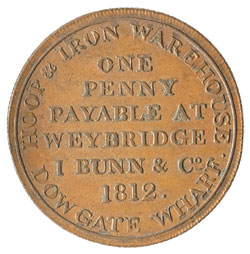 HOOP & IRON WAREHOUSE
ONE
PENNY
PAYABLE AT
WEYBRIDGE
I BUNN & Co.
1812.
DOWGATE WHARF